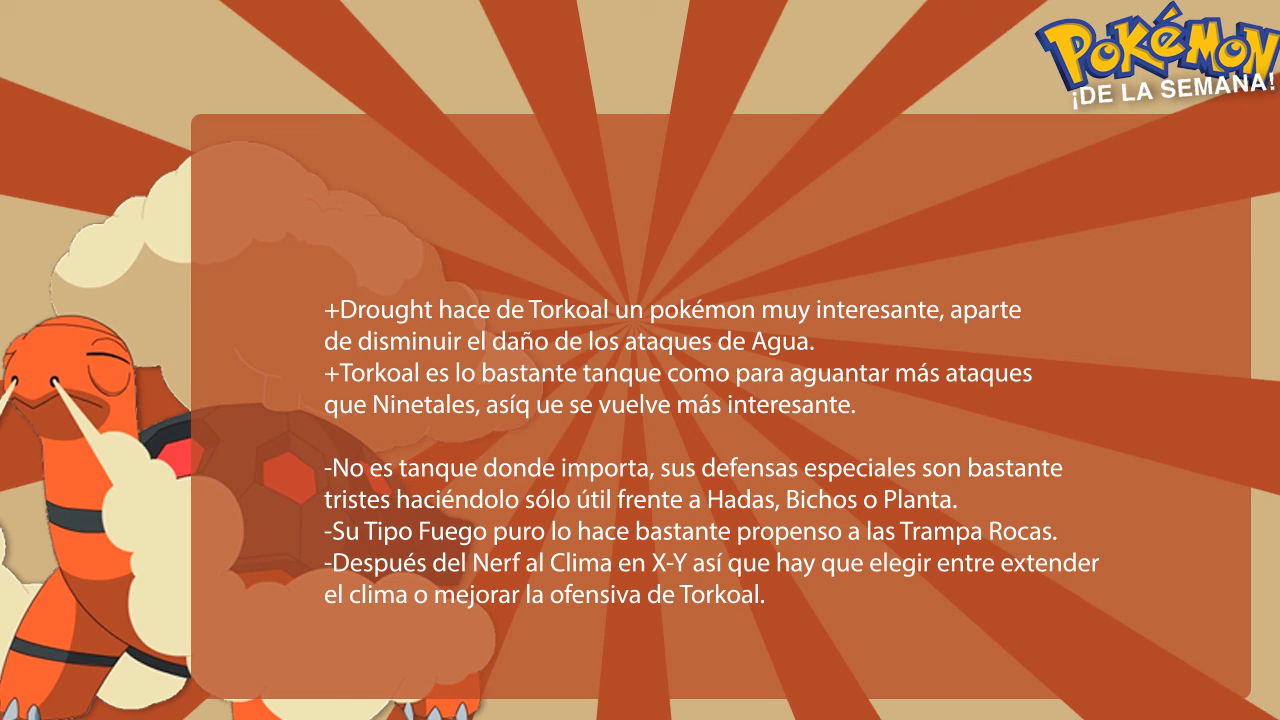 POKéMON
¡DE LA SEMANA!
+Drought hace de Torkoal un pokémon muy interesante, aparte
de disminuir el daño de los ataques de Agua.
+Torkoal es lo bastante tanque como para aguantar más ataques
que Ninetales, asíq ue se vuelve más interesante.
-No es tanque donde importa, sus defensas especiales son bastante
tristes haciéndolo sólo útil frente a Hadas, Bichos o Planta.
-Su Tipo Fuego puro lo hace bastante propenso a las Trampa Rocas.
-Después del Nerf al Clima en X-Y así que hay que elegir entre extender
el clima o mejorar la ofensiva de Torkoal.